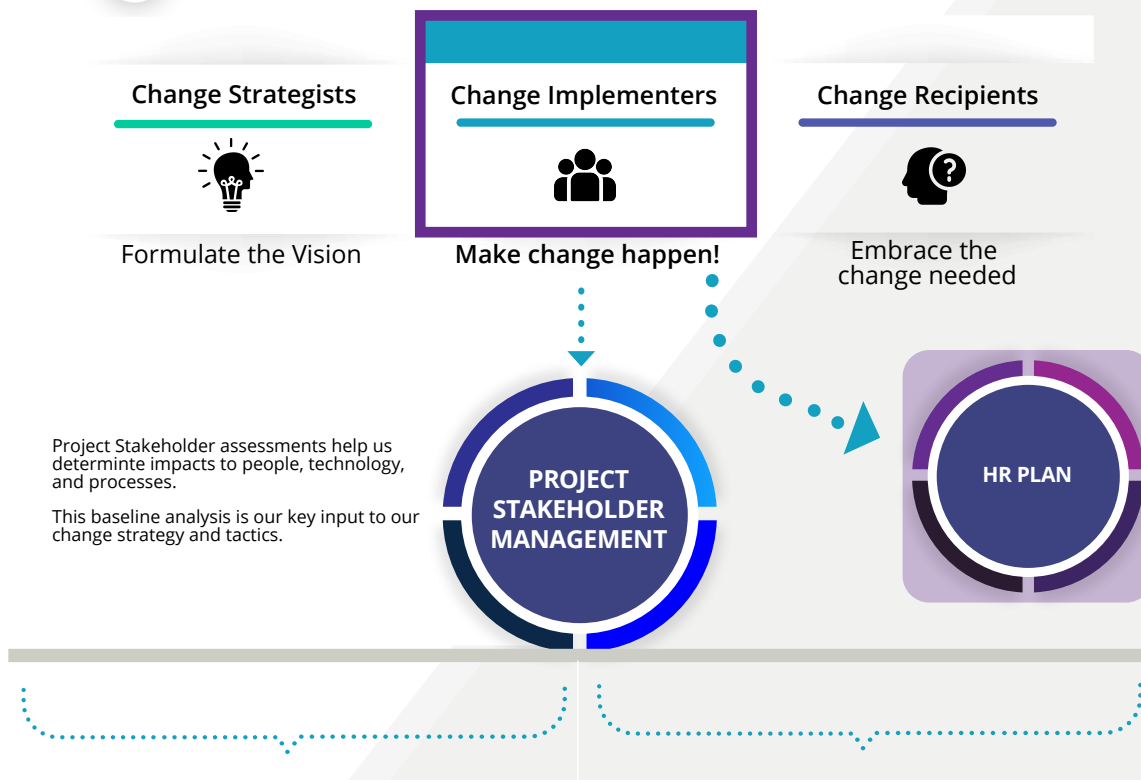 Change Strategists
Change Implementers
Change Recipients
?
Formulate the Vision
Make change happen!
Embrace the
change needed
Project Stakeholder assessments help us
determinte impacts to people, technology,
and processes.
This baseline analysis is our key input to our
change strategy and tactics.
PROJECT
STAKEHOLDER
MANAGEMENT
HR PLAN